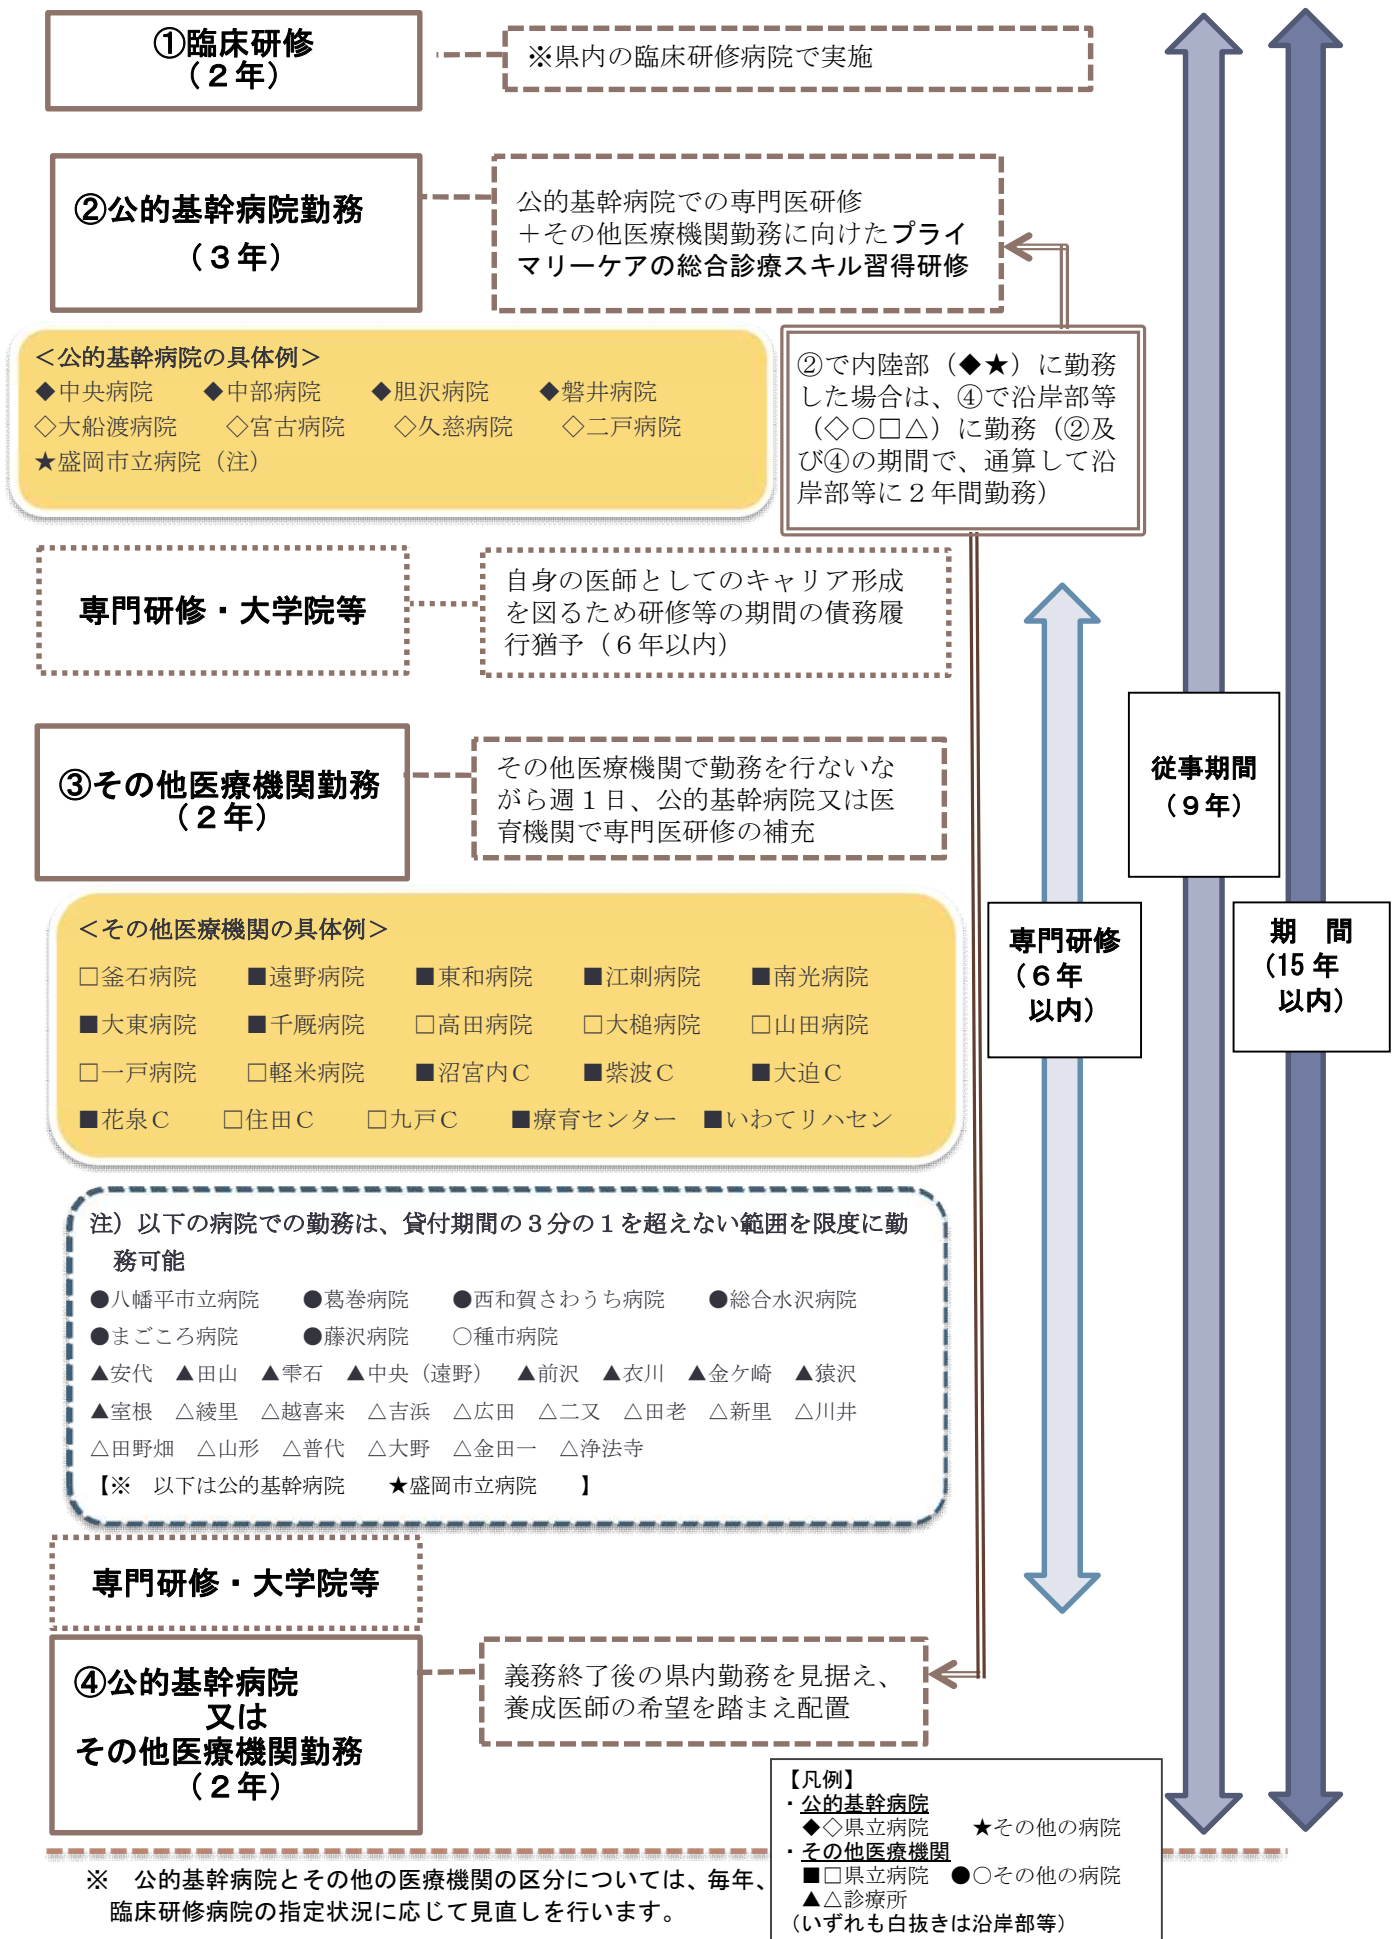 ①臨床研修
（２年）
※県内の臨床研修病院で実施
②公的基幹病院勤務
（３年）
公的基幹病院での専門医研修
＋その他医療機関勤務に向けたプライ
マリーケアの総合診療スキル習得研修
＜公的基幹病院の具体例＞
◆中央病院　◆中部病院　◆胆沢病院　◆磐井病院
◇大船渡病院　◇宮古病院　◇久慈病院　◇二戸病院
★盛岡市立病院（注）
②で内陸部（◆★）に勤務
した場合は、④で沿岸部等
（◇○□△）に勤務（②及
び④の期間で、通算して沿
岸部等に２年間勤務）
専門研修・大学院等
自身の医師としてのキャリア形成
を図るため研修等の期間の債務履
行猶予（６年以内）
③その他医療機関勤務
（２年）
その他医療機関で勤務を行ないな
がら週１日、公的基幹病院又は医
育機関で専門医研修の補充
従事期間
（９年）
専門研修
（６年
以内）
期　間
（15 年
以内）
＜その他医療機関の具体例＞
□釜石病院　■遠野病院　■東和病院　■江刺病院　■南光病院
■大東病院　■千厩病院　□高田病院　□大槌病院　□山田病院
□一戸病院　□軽米病院　■沼宮内Ｃ　■紫波Ｃ　■大迫Ｃ
■花泉Ｃ　□住田Ｃ　□九戸Ｃ　■療育センター　■いわてリハセン
注）以下の病院での勤務は、貸付期間の３分の１を超えない範囲を限度に勤
務可能
●八幡平市立病院　●葛巻病院　●西和賀さわうち病院　●総合水沢病院
●まごころ病院　●藤沢病院　○種市病院
▲安代　▲田山　▲雫石　▲中央（遠野）　▲前沢　▲衣川　▲金ケ崎　▲猿沢
▲室根　△綾里　△越喜来　△吉浜　△広田　△二又　△田老　△新里　△川井
△田野畑　△山形　△普代　△大野　△金田一　△浄法寺
【※　以下は公的基幹病院　★盛岡市立病院　】
専門研修・大学院等
④公的基幹病院
又は
その他医療機関勤務
（２年）
義務終了後の県内勤務を見据え、
養成医師の希望を踏まえ配置
【凡例】
・公的基幹病院
◆◇県立病院　★その他の病院
・その他医療機関
■□県立病院　●○その他の病院
▲△診療所
（いずれも白抜きは沿岸部等）
※　公的基幹病院とその他の医療機関の区分については、毎年、
臨床研修病院の指定状況に応じて見直しを行います。